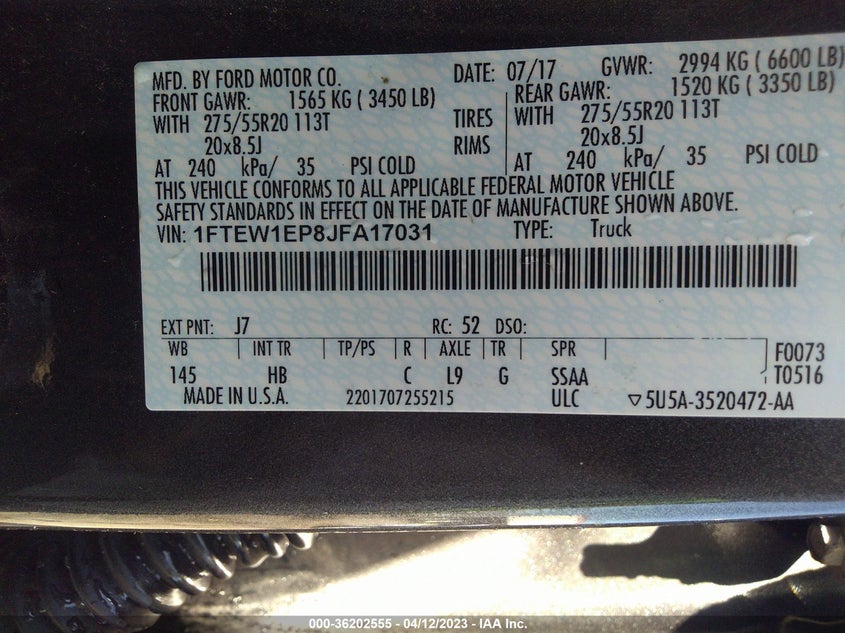 MFD. BY FORD MOTOR CO. DATE: 07/17 GVWR: 2994 KG ( 6600 LB)
FRONT GAWR: 1565 KG ( 3450 LB) REAR GAWR: 1520 KG ( 3350 LB)
WITH 275/55R20 113T TIRES WITH 275/55R20 113T
20x8.5J RIMS 20x8.5J
AT 240 kPa/ 35 PSI COLD AT 240 kPa/ 35 PSI COLD
THIS VEHICLE CONFORMS TO ALL APPLICABLE FEDERAL MOTOR VEHICLE
SAFETY STANDARDS IN EFFECT ON THE DATE OF MANUFACTURE SHOWN ABOVE.
VIN: 1FTEW1EP8JFA17031 TYPE: Truck
EXT PNT: J7 RC: 52 DSO:
WB INT TR TP/PS R AXLE TR SPR F0073
145 HB C L9 G SSAA T0516
MADE IN U.S.A. 2201707255215 ULC ▽5U5A-3520472-AA
000-36202555 - 04/12/2023 - IAA Inc.